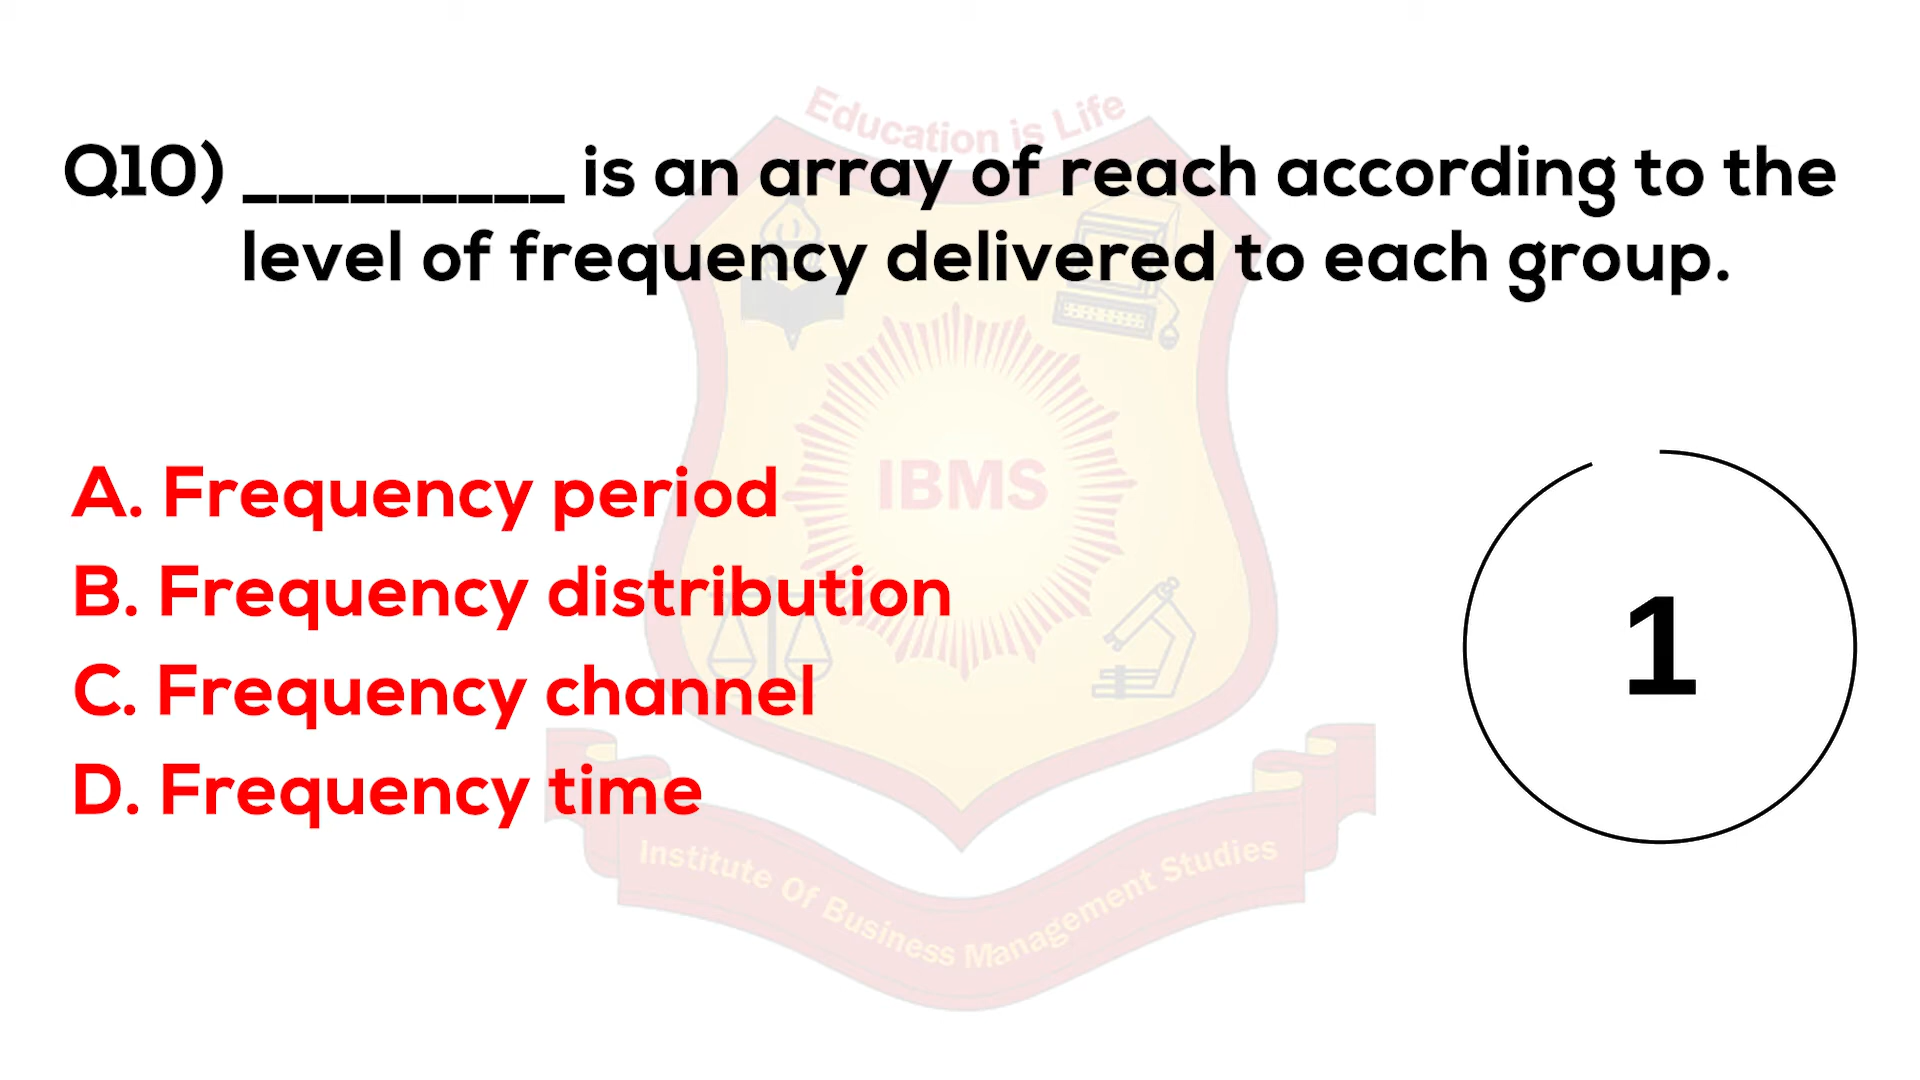 Education is Life
Q10) _________ is an array of reach according to the
level of frequency delivered to each group.
IBMS
A. Frequency period
B. Frequency distribution
C. Frequency channel
D. Frequency time
1
Institute Of Business Management Studies